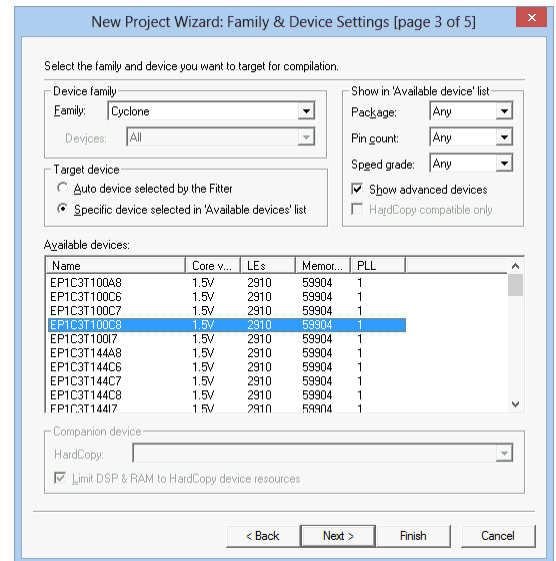 New Project Wizard: Family & Device Settings [page 3 of 5]
Select the family and device you want to target for compilation.
Device family
Family: Cyclone
Devices: All
Show in 'Available device' list
Package: Any
Pin count: Any
Speed grade: Any
Show advanced devices
HardCopy compatible only
Target device
Auto device selected by the Fitter
Specific device selected in 'Available devices' list
Available devices:
Name Core v... LEs Memor... PLL
EP1C3T100A8 1.5V 2910 59904 1
EP1C3T100C6 1.5V 2910 59904 1
EP1C3T100C7 1.5V 2910 59904 1
EP1C3T100C8 1.5V 2910 59904 1
EP1C3T100I7 1.5V 2910 59904 1
EP1C3T144A8 1.5V 2910 59904 1
EP1C3T144C6 1.5V 2910 59904 1
EP1C3T144C7 1.5V 2910 59904 1
EP1C3T144C8 1.5V 2910 59904 1
EP1C3T144I7 1.5V 2910 59904 1
Companion device
HardCopy:
Limit DSP & RAM to HardCopy device resources
< Back Next > Finish Cancel